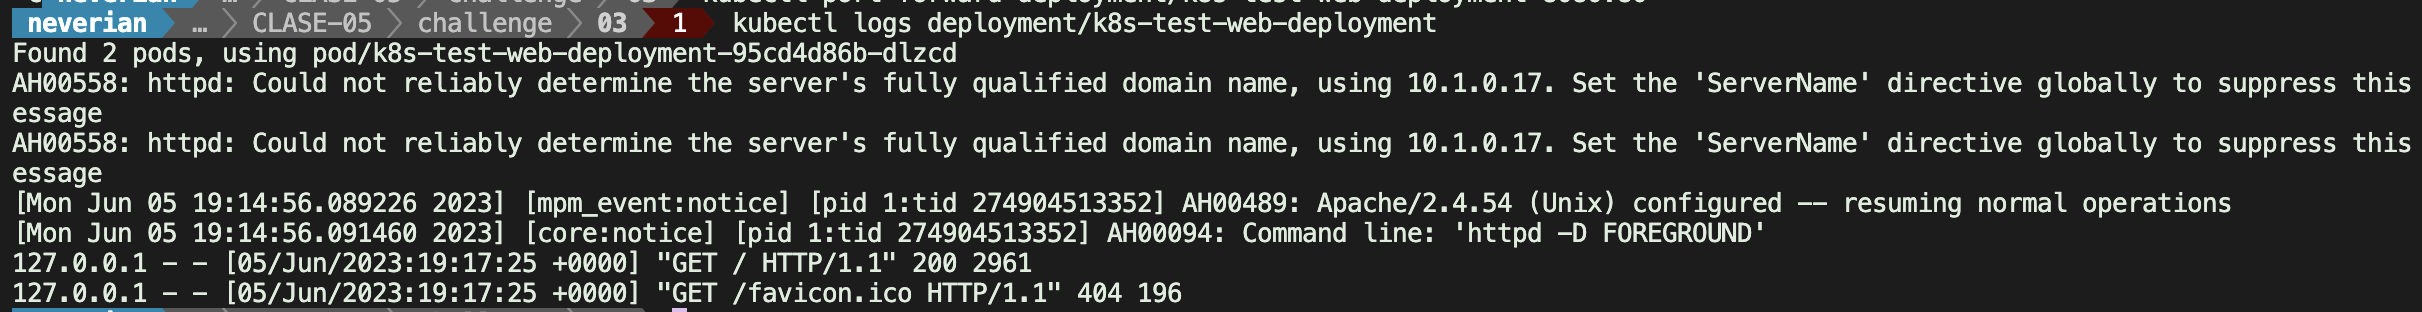 neverian … CLASE-05 challenge 03 1 kubectl logs deployment/k8s-test-web-deployment
Found 2 pods, using pod/k8s-test-web-deployment-95cd4d86b-dlzcd
AH00558: httpd: Could not reliably determine the server's fully qualified domain name, using 10.1.0.17. Set the 'ServerName' directive globally to suppress this
essage
AH00558: httpd: Could not reliably determine the server's fully qualified domain name, using 10.1.0.17. Set the 'ServerName' directive globally to suppress this
essage
[Mon Jun 05 19:14:56.089226 2023] [mpm_event:notice] [pid 1:tid 274904513352] AH00489: Apache/2.4.54 (Unix) configured -- resuming normal operations
[Mon Jun 05 19:14:56.091460 2023] [core:notice] [pid 1:tid 274904513352] AH00094: Command line: 'httpd -D FOREGROUND'
127.0.0.1 - - [05/Jun/2023:19:17:25 +0000] "GET / HTTP/1.1" 200 2961
127.0.0.1 - - [05/Jun/2023:19:17:25 +0000] "GET /favicon.ico HTTP/1.1" 404 196